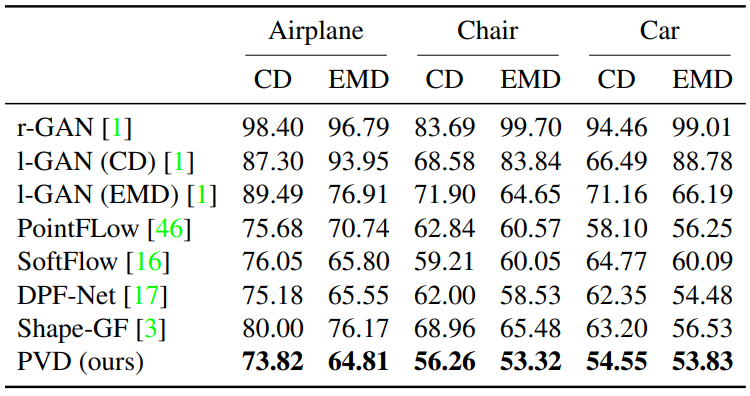 Airplane Chair Car
CD EMD CD EMD CD EMD
r-GAN [1] 98.40 96.79 83.69 99.70 94.46 99.01
l-GAN (CD) [1] 87.30 93.95 68.58 83.84 66.49 88.78
l-GAN (EMD) [1] 89.49 76.91 71.90 64.65 71.16 66.19
PointFLow [46] 75.68 70.74 62.84 60.57 58.10 56.25
SoftFlow [16] 76.05 65.80 59.21 60.05 64.77 60.09
DPF-Net [17] 75.18 65.55 62.00 58.53 62.35 54.48
Shape-GF [3] 80.00 76.17 68.96 65.48 63.20 56.53
PVD (ours) 73.82 64.81 56.26 53.32 54.55 53.83